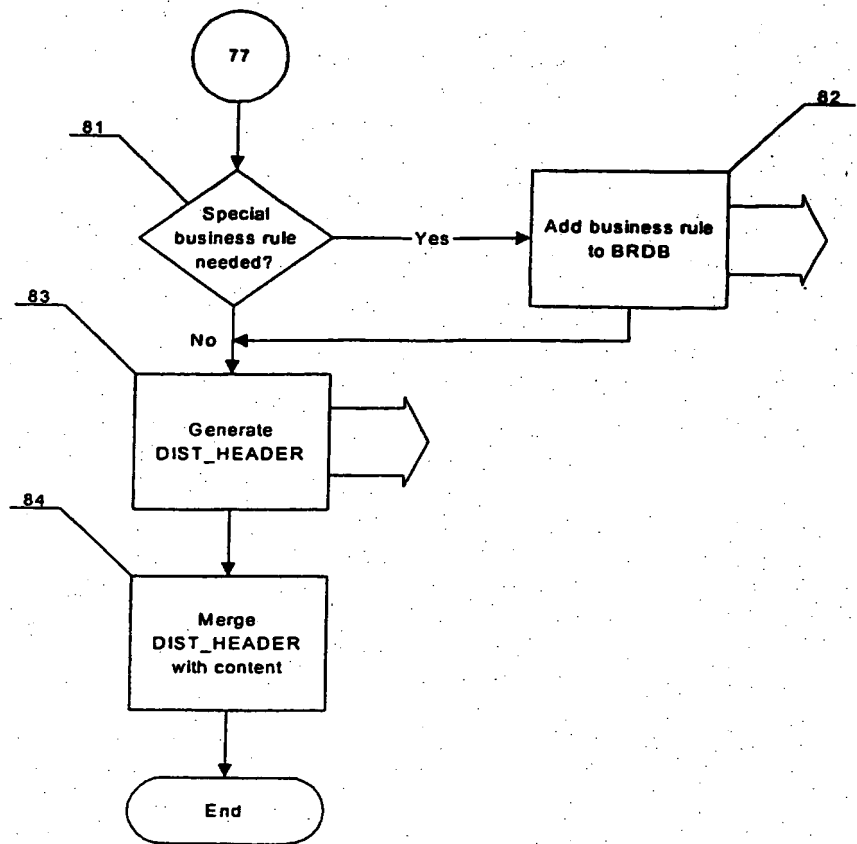 77
81
82
Special
business rule
needed?
Yes
Add business rule
to BRDB
83
No
Generate
DIST_HEADER
84
Merge
DIST_HEADER
with content
End